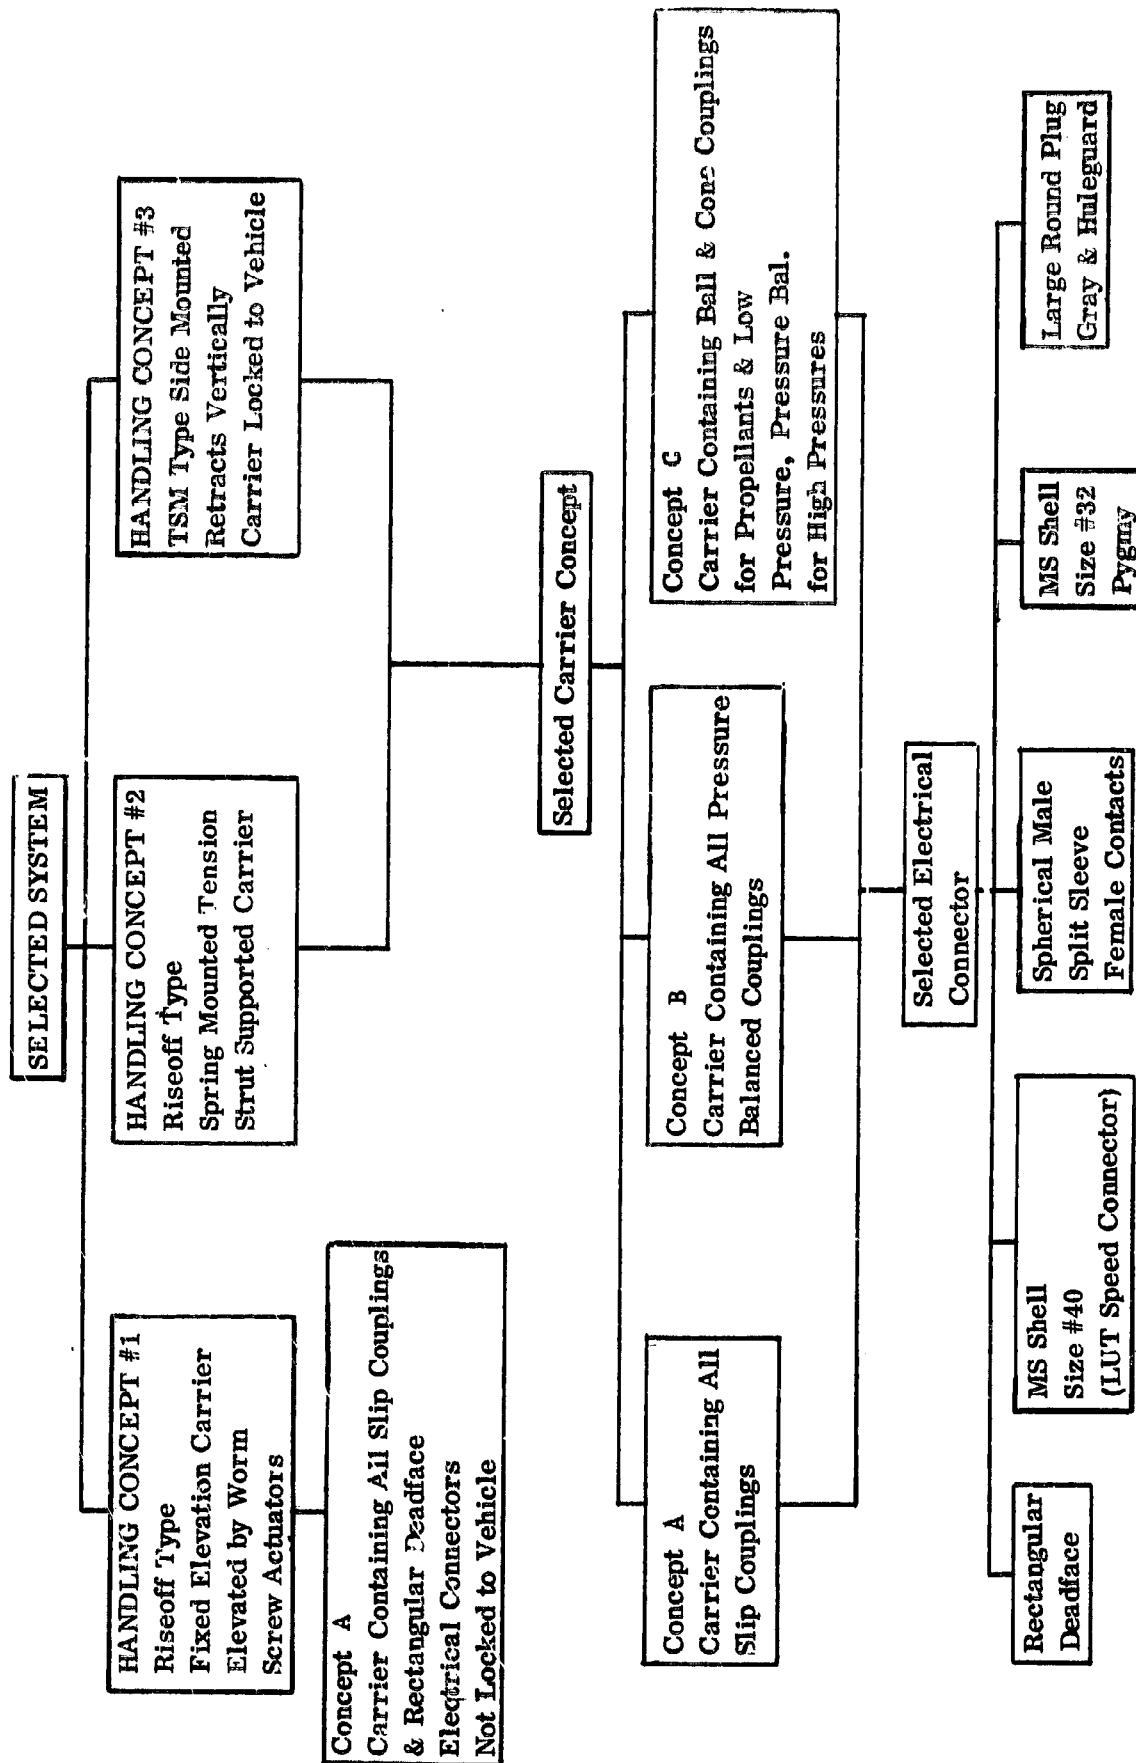 SELECTED SYSTEM
HANDLING CONCEPT #1
Riseoff Type
Fixed Elevation Carrier
Elevated by Worm
Screw Actuators
HANDLING CONCEPT #2
Riseoff Type
Spring Mounted Tension
Strut Supported Carrier
HANDLING CONCEPT #3
TSM Type Side Mounted
Retracts Vertically
Carrier Locked to Vehicle
Concept A
Carrier Containing All Slip Couplings
& Rectangular Deadface
Electrical Connectors
Not Locked to Vehicle
Selected Carrier Concept
Concept A
Carrier Containing All
Slip Couplings
Concept B
Carrier Containing All Pressure
Balanced Couplings
Concept C
Carrier Containing Ball & Cone Couplings
for Propellants & Low
Pressure, Pressure Bal.
for High Pressures
Selected Electrical
Connector
Rectangular
Deadface
MS Shell
Size #40
(LUT Speed Connector)
Spherical Male
Split Sleeve
Female Contacts
MS Shell
Size #32
Pygmy
Large Round Plug
Gray & Huleguard